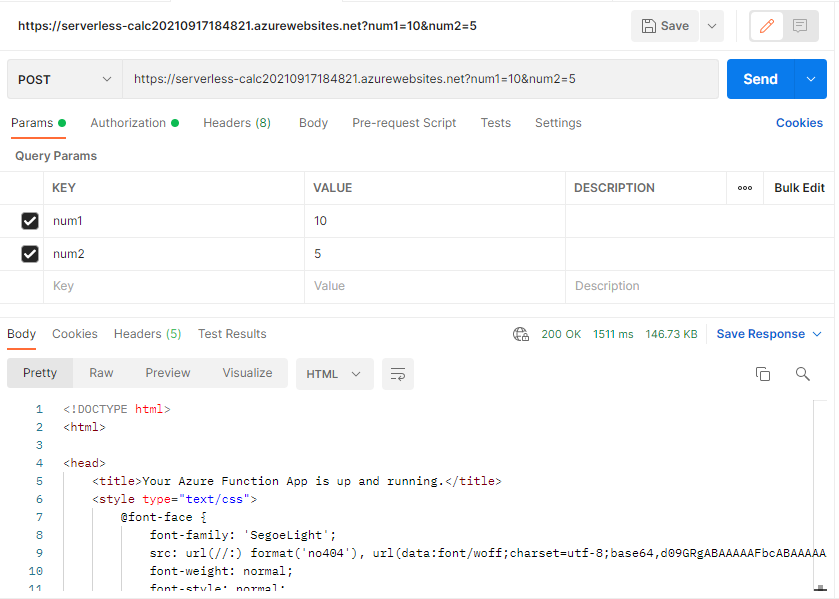 https://serverless-calc20210917184821.azurewebsites.net?num1=10&num2=5
Save
POST
https://serverless-calc20210917184821.azurewebsites.net?num1=10&num2=5
Send
Params Authorization Headers (8) Body Pre-request Script Tests Settings Cookies
Query Params
KEY VALUE DESCRIPTION ooo Bulk Edit
num1 10
num2 5
Key Value Description
Body Cookies Headers (5) Test Results 200 OK 1511 ms 146.73 KB Save Response
Pretty Raw Preview Visualize HTML
1 <!DOCTYPE html>
2 <html>
3
4 <head>
5 <title>Your Azure Function App is up and running.</title>
6 <style type="text/css">
7 @font-face {
8 font-family: 'SegoeLight';
9 src: url(//:) format('no404'), url(data:font/woff;charset=utf-8;base64,d09GRgABAAAAAFbcABAAAAA
10 font-weight: normal;
11 font-style: normal;